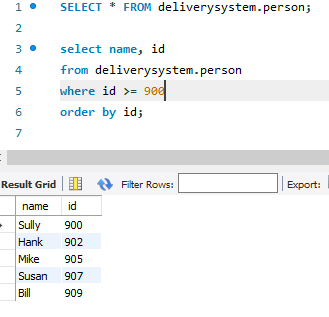 1 SELECT * FROM deliverysystem.person;
2
3 select name, id
4 from deliverysystem.person
5 where id >= 900
6 order by id;
7
Result Grid Filter Rows: Export:
name id
Sully 900
Hank 902
Mike 905
Susan 907
Bill 909